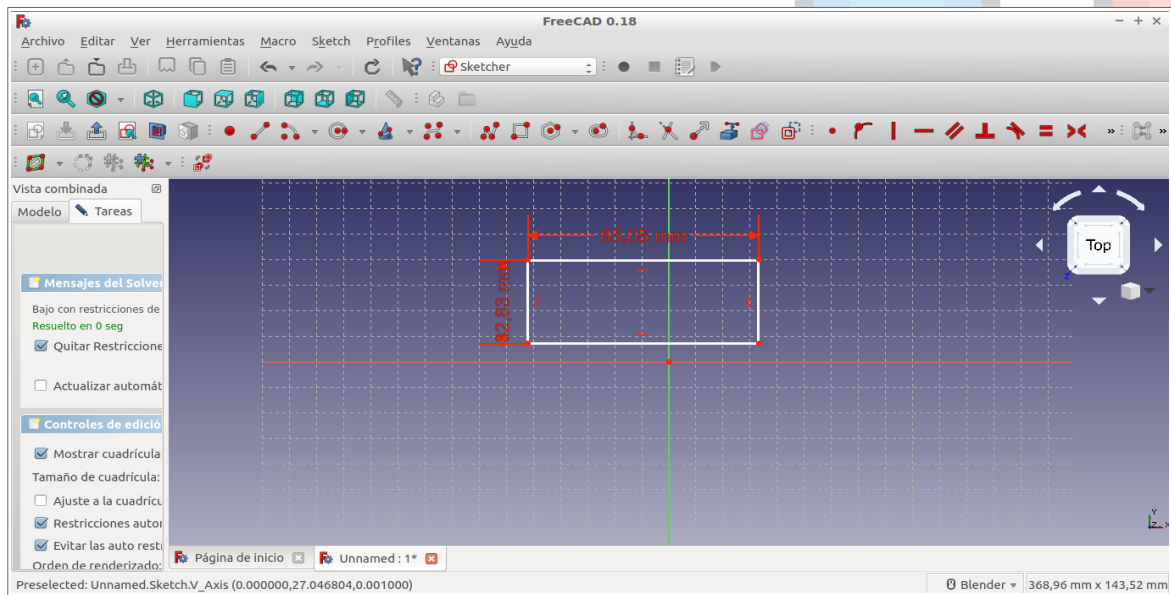 FreeCAD 0.18
Archivo Editar Ver Herramientas Macro Sketch Profiles Ventanas Ayuda
Sketcher
Vista combinada
Modelo Tareas
Mensajes del Solve
Bajo con restricciones de
Resuelto en 0 seg
Quitar Restriccione
Actualizar automát
Controles de edició
Mostrar cuadrícula
Tamaño de cuadrícula:
Ajuste a la cuadrícu
Restricciones autor
Evitar las auto restr
Orden de renderizado:
85,05 mm
32,83 mm
Top
Z
Y
Z X
Página de inicio Unnamed : 1*
Preselected: Unnamed.Sketch.V_Axis (0.000000,27.046804,0.001000)
Blender 368,96 mm x 143,52 mm